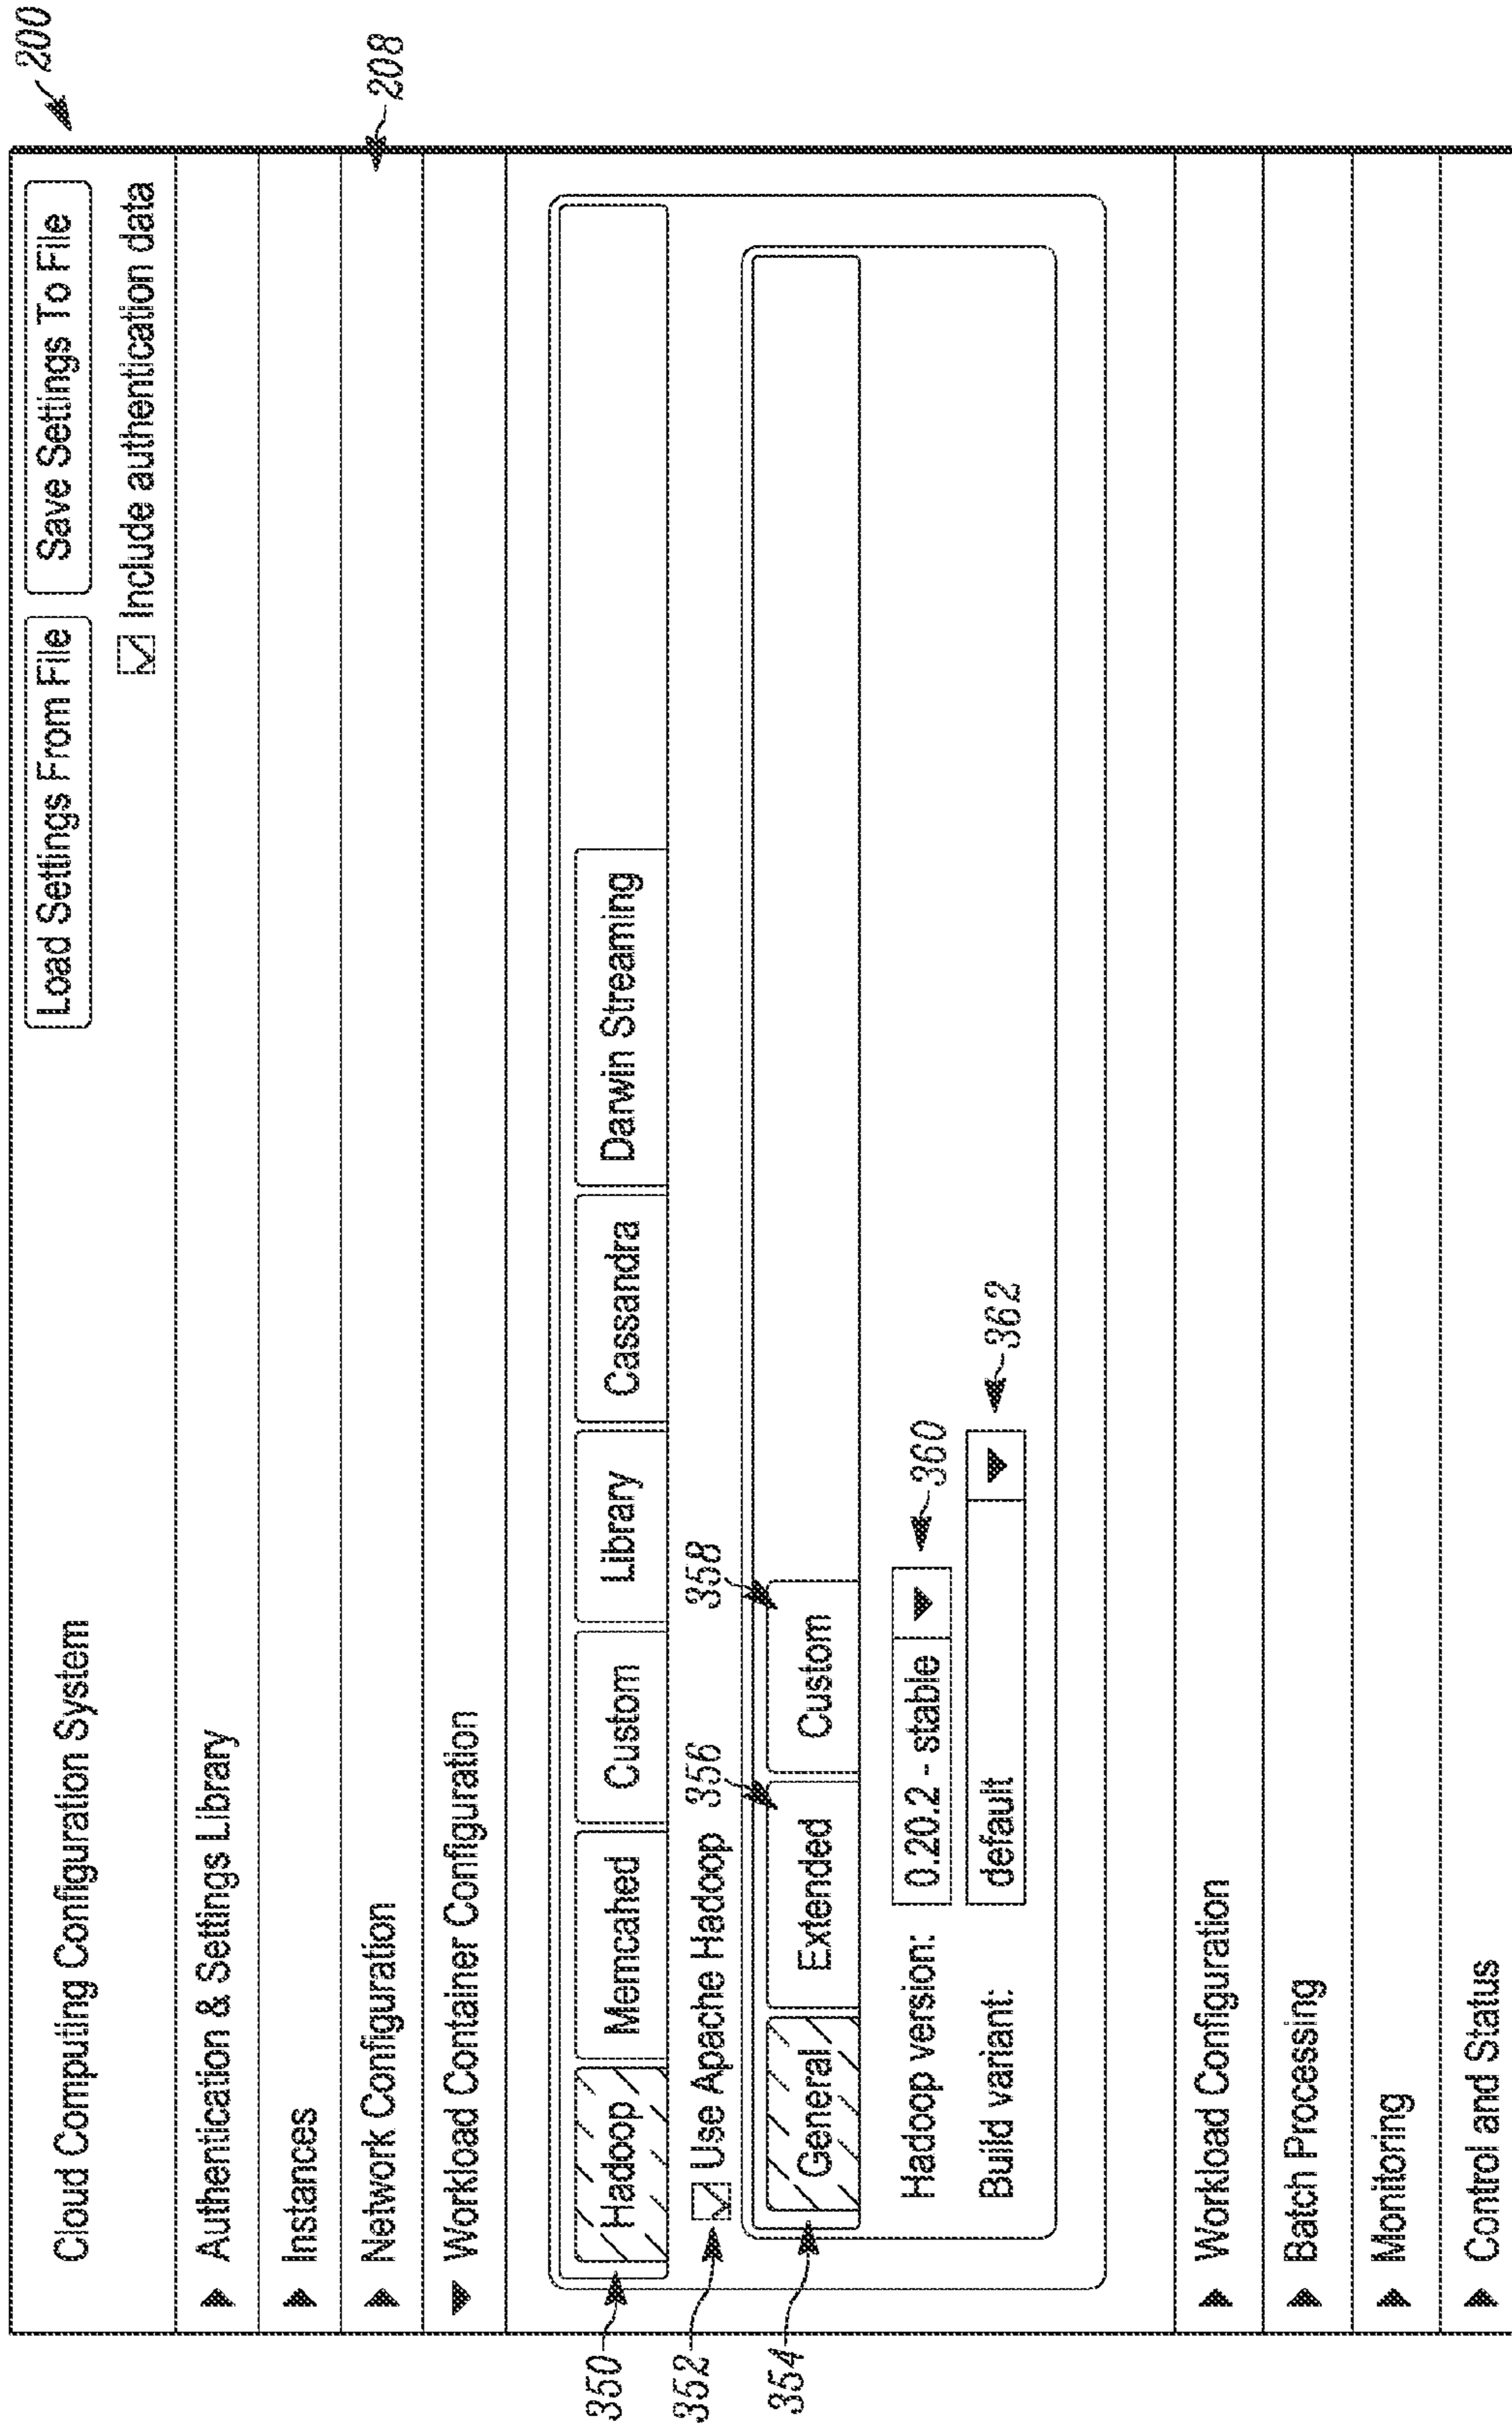 200
Cloud Computing Configuration System
Load Settings From File Save Settings To File
Include authentication data
Authentication & Settings Library
Instances
Network Configuration
208
Workload Container Configuration
350
Hadoop Memcahed Custom Library Cassandra Darwin Streaming
352
Use Apache Hadoop 356 358
354
General Extended Custom
Hadoop version: 0.20.2 - stable 360
Build variant: default 362
Workload Configuration
Batch Processing
Monitoring
Control and Status